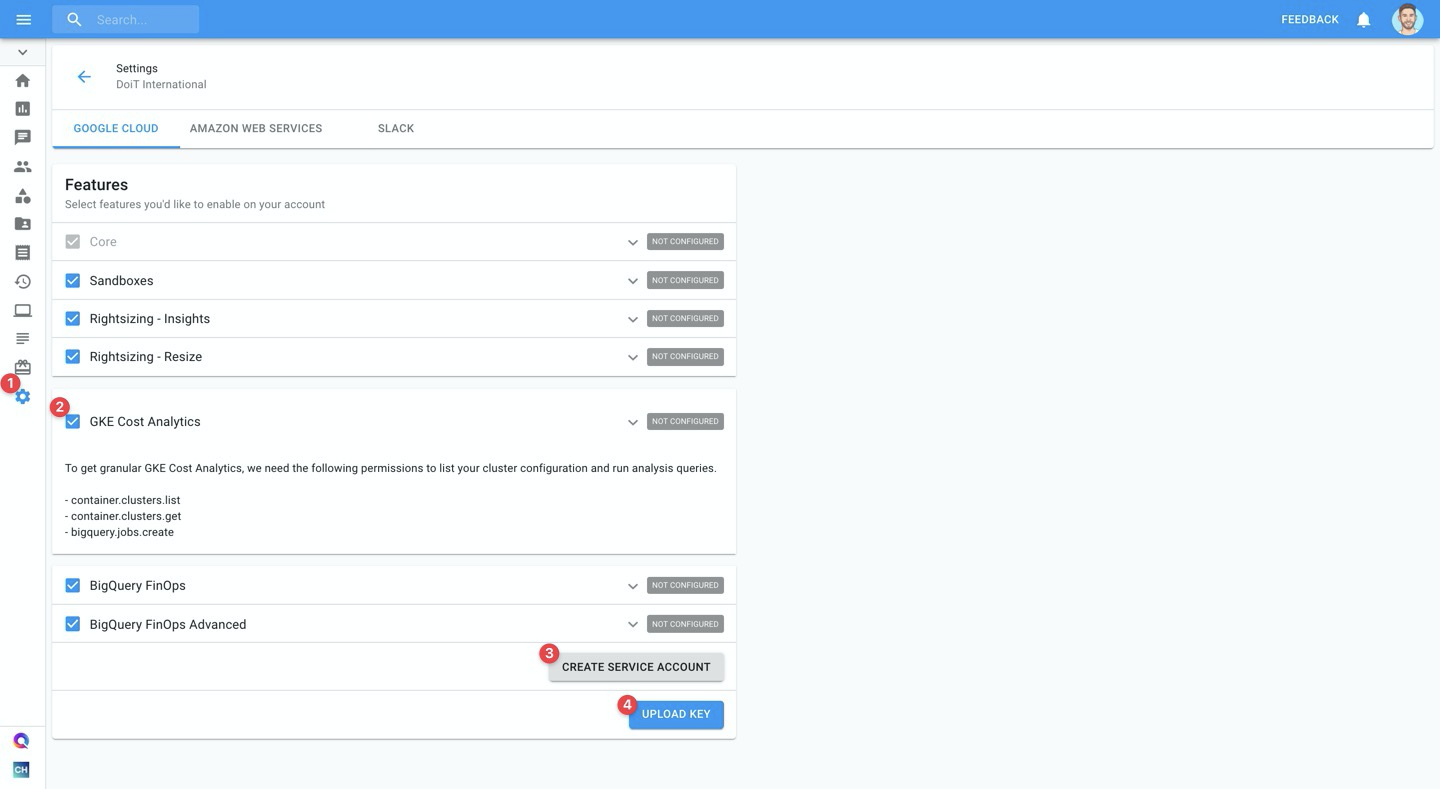 Search...
FEEDBACK
Settings
DoiT International
GOOGLE CLOUD
AMAZON WEB SERVICES
SLACK
Features
Select features you'd like to enable on your account
Core
NOT CONFIGURED
Sandboxes
NOT CONFIGURED
Rightsizing - Insights
NOT CONFIGURED
Rightsizing - Resize
NOT CONFIGURED
1
2
GKE Cost Analytics
NOT CONFIGURED
To get granular GKE Cost Analytics, we need the following permissions to list your cluster configuration and run analysis queries.
- container.clusters.list
- container.clusters.get
- bigquery.jobs.create
BigQuery FinOps
NOT CONFIGURED
BigQuery FinOps Advanced
NOT CONFIGURED
3
CREATE SERVICE ACCOUNT
4
UPLOAD KEY
CH